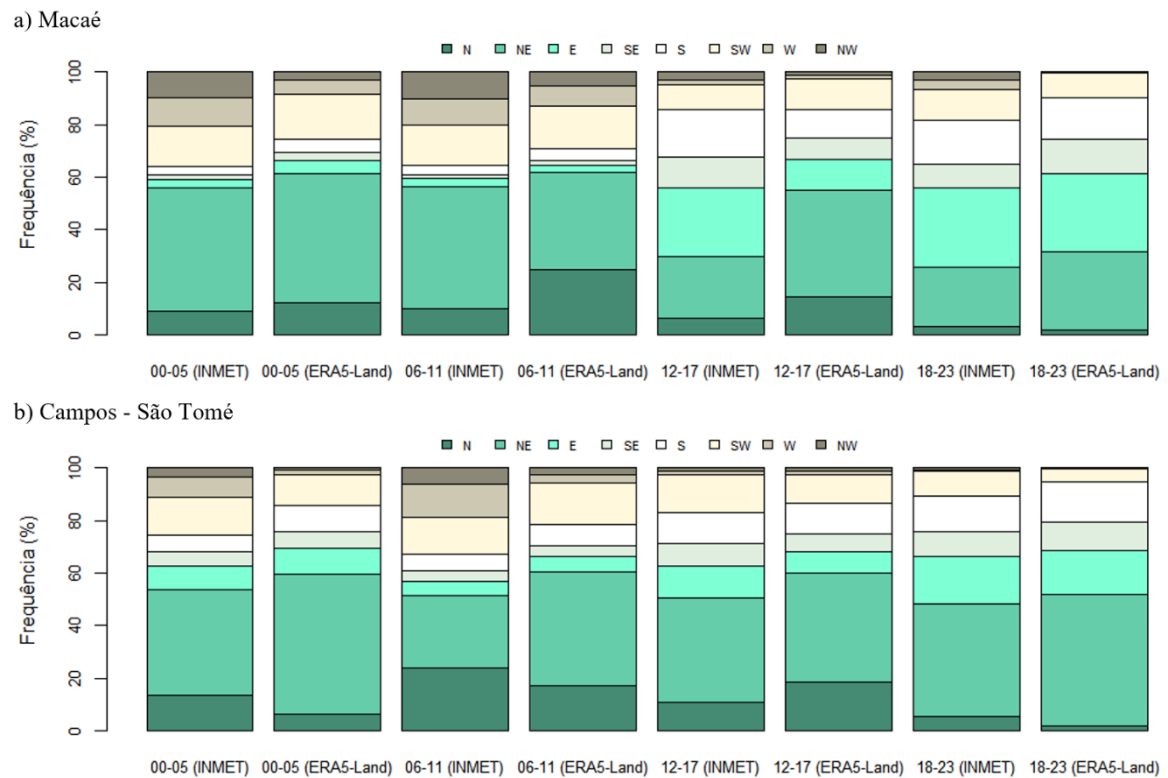 a) Macaé
N NE E SE S SW W NW
Frequência (%)
100
80
60
40
20
0
00-05 (INMET) 00-05 (ERA5-Land) 06-11 (INMET) 06-11 (ERA5-Land) 12-17 (INMET) 12-17 (ERA5-Land) 18-23 (INMET) 18-23 (ERA5-Land)
b) Campos - São Tomé
N NE E SE S SW W NW
Frequência (%)
100
80
60
40
20
0
00-05 (INMET) 00-05 (ERA5-Land) 06-11 (INMET) 06-11 (ERA5-Land) 12-17 (INMET) 12-17 (ERA5-Land) 18-23 (INMET) 18-23 (ERA5-Land)